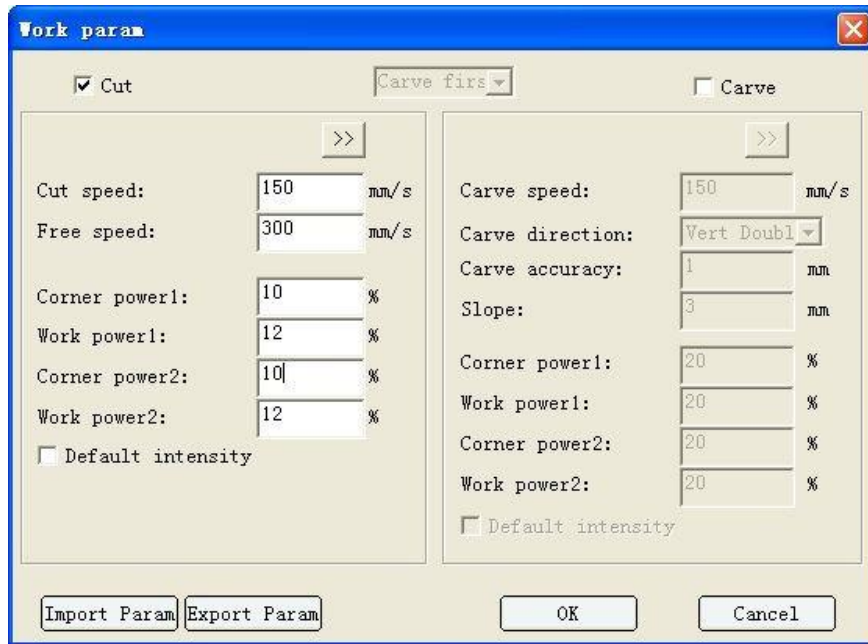 Work param
Cut
Carve firs
Carve
>>
Cut speed: 150 mm/s
Free speed: 300 mm/s
Corner power1: 10 %
Work power1: 12 %
Corner power2: 10 %
Work power2: 12 %
Default intensity
>>
Carve speed: 150 mm/s
Carve direction: Vert Doubl
Carve accuracy: 1 mm
Slope: 3 mm
Corner power1: 20 %
Work power1: 20 %
Corner power2: 20 %
Work power2: 20 %
Default intensity
Import Param Export Param OK Cancel